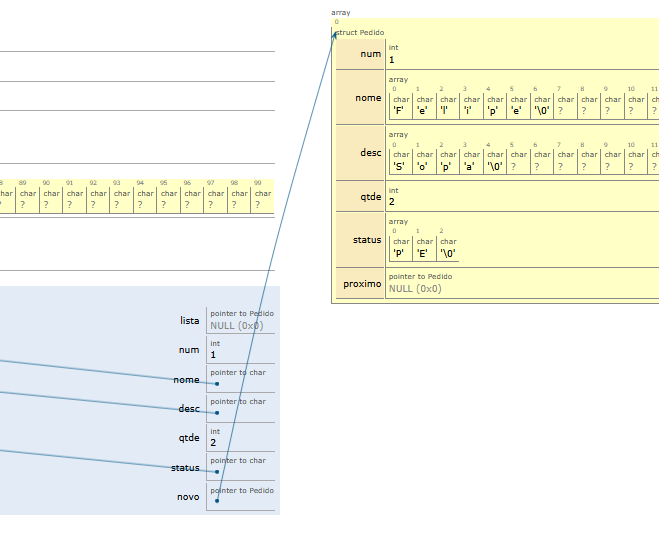 array
0
struct Pedido
num int
1
nome array
0 1 2 3 4 5 6 7 8 9 10 11
char char char char char char char char char char char char
'F' 'e' 'l' 'i' 'p' 'e' '\0' ? ? ? ? ?
desc array
0 1 2 3 4 5 6 7 8 9 10 11
char char char char char char char char char char char char
'S' 'o' 'p' 'a' '\0' ? ? ? ? ? ? ?
qtde int
2
status array
0 1 2
char char char
'P' 'E' '\0'
proximo pointer to Pedido
NULL (0x0)
89 90 91 92 93 94 95 96 97 98 99
char char char char char char char char char char char
? ? ? ? ? ? ? ? ? ? ?
lista pointer to Pedido
NULL (0x0)
num int
1
nome pointer to char
desc pointer to char
qtde int
2
status pointer to char
novo pointer to Pedido